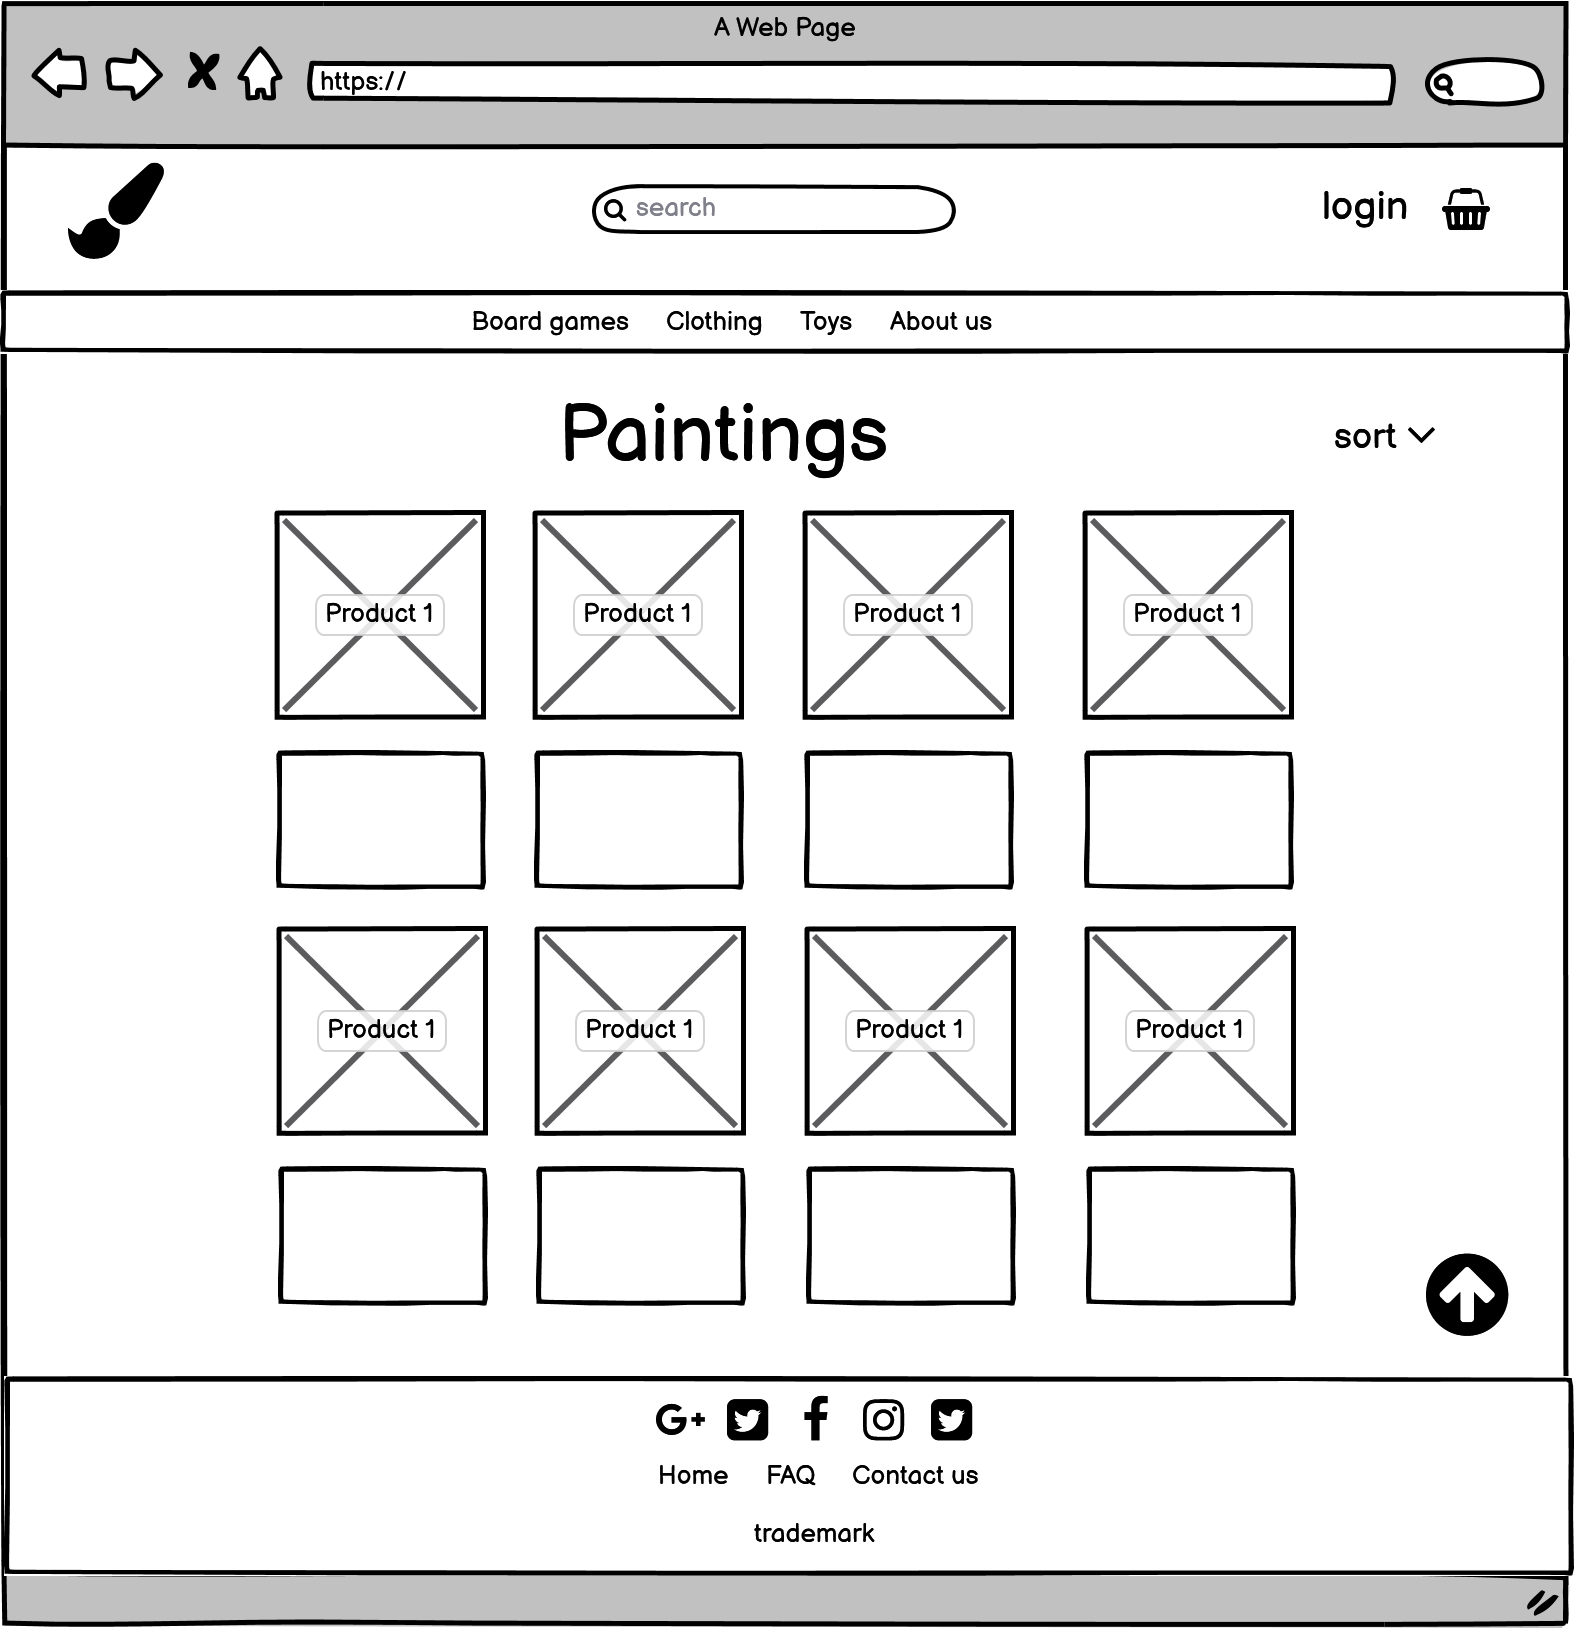 A Web Page
https://
search
login
Board games Clothing Toys About us
Paintings
sort
Product 1 Product 1 Product 1 Product 1
Product 1 Product 1 Product 1 Product 1
G+
Home FAQ Contact us
trademark